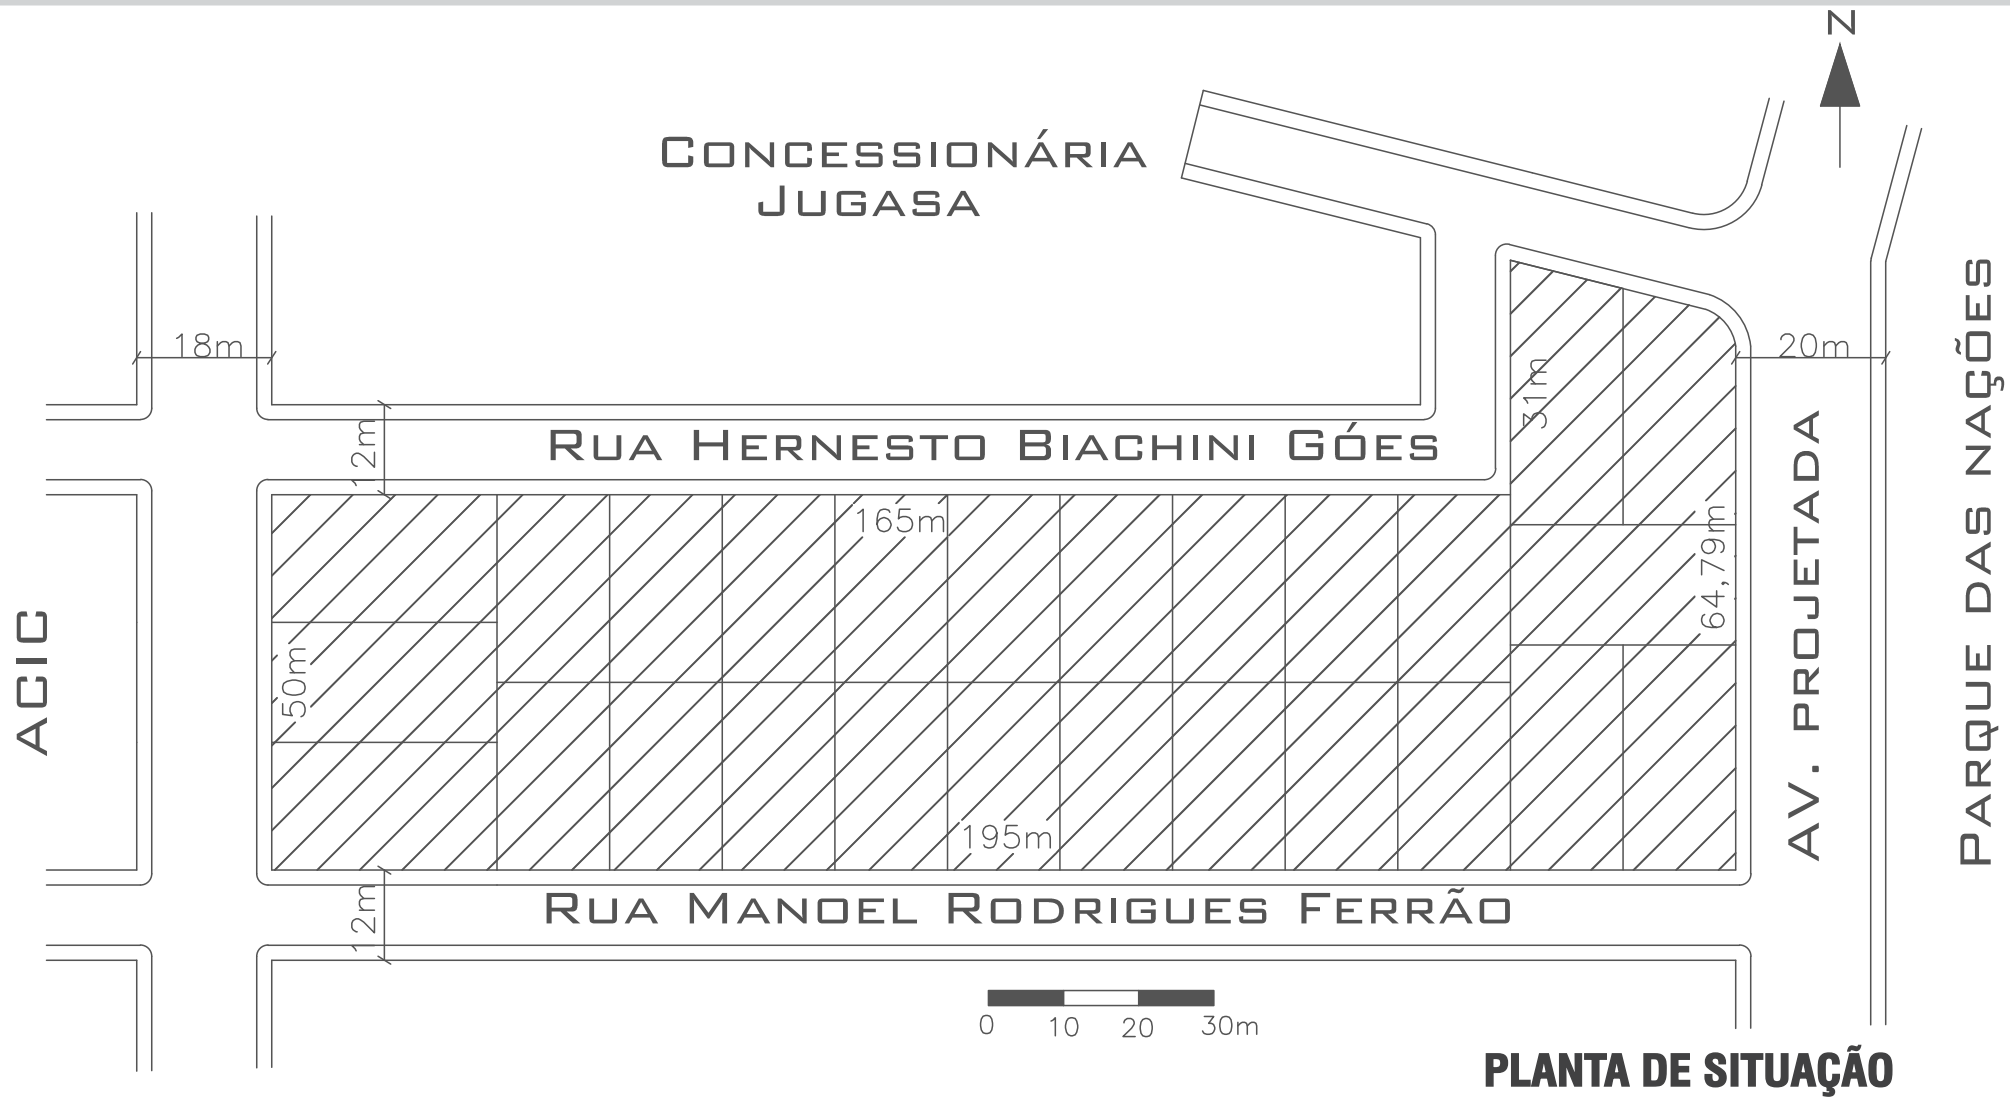 N
CONCESSIONÁRIA
JUGASA
18m
20m
31m
12m
RUA HERNESTO BIACHINI GÓES
165m
64,79m
50m
ACIC
AV. PROJETADA
PARQUE DAS NAÇÕES
195m
12m
RUA MANOEL RODRIGUES FERRÃO
0 10 20 30m
PLANTA DE SITUAÇÃO